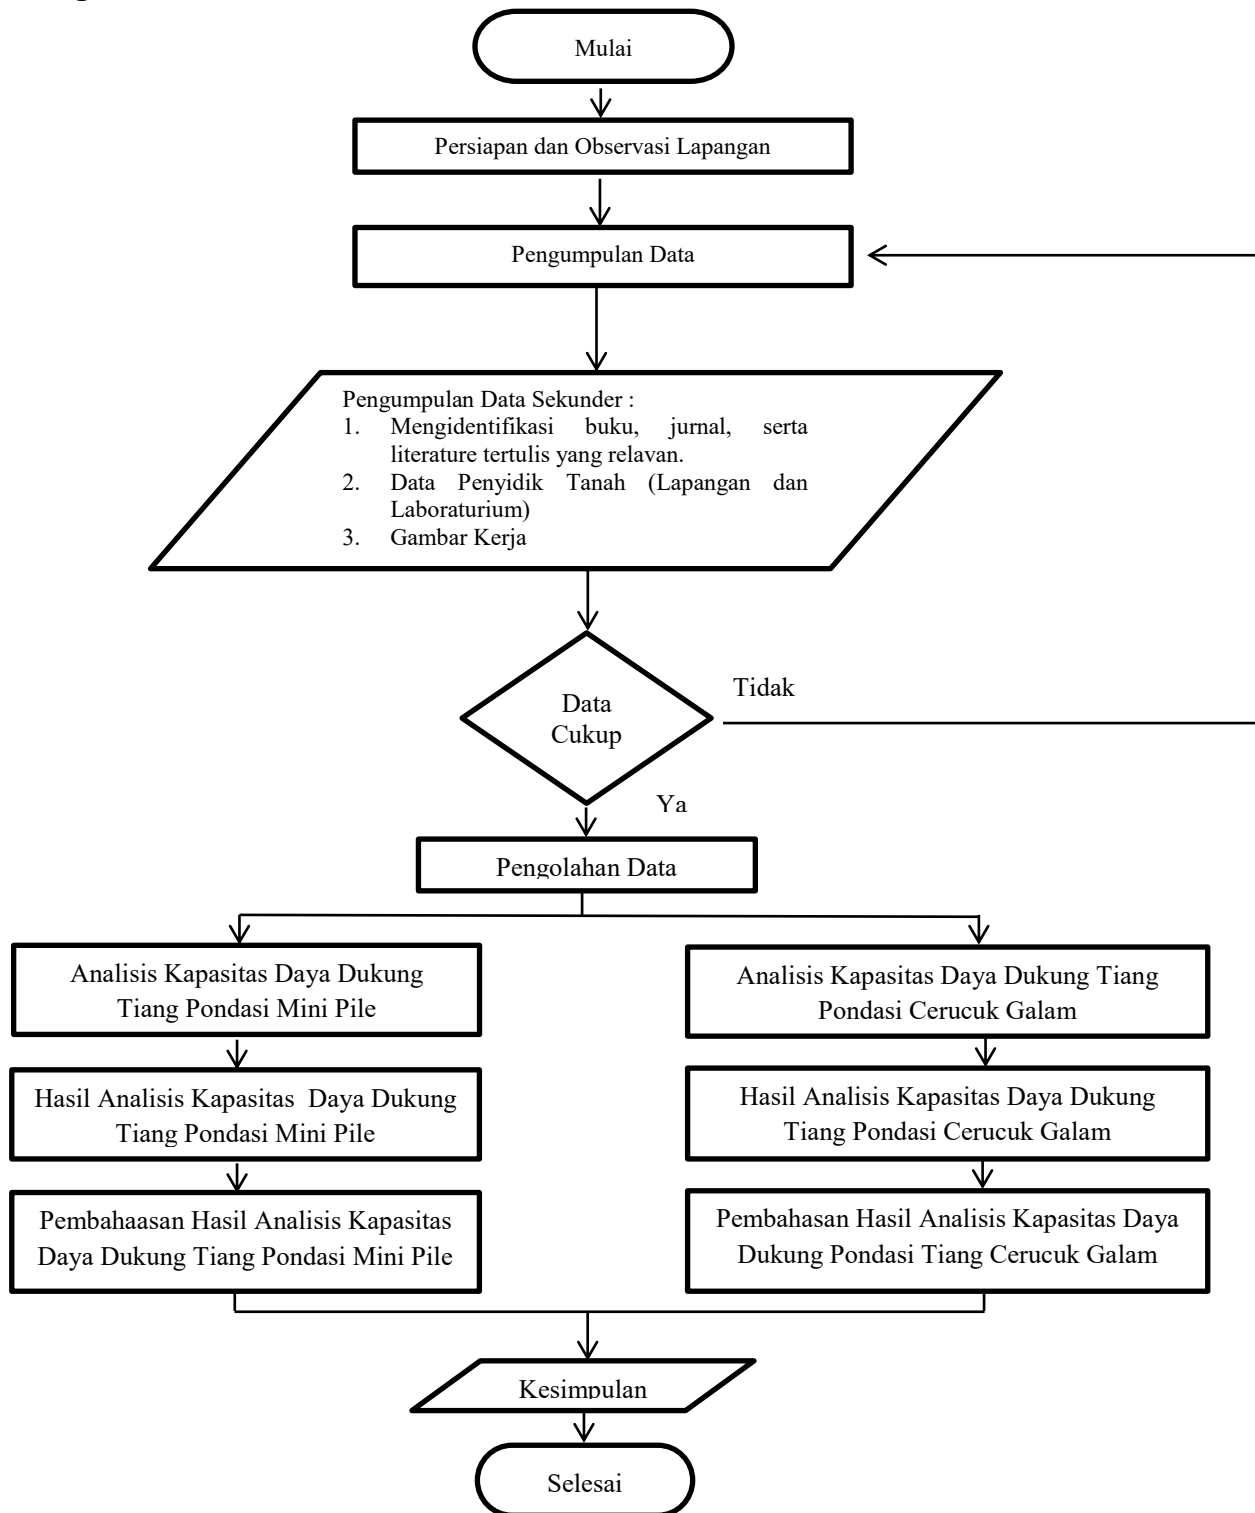 Mulai
Persiapan dan Observasi Lapangan
Pengumpulan Data
Pengumpulan Data Sekunder :
1. Mengidentifikasi buku, jurnal, serta
literature tertulis yang relavan.
2. Data Penyidik Tanah (Lapangan dan
Laboraturium)
3. Gambar Kerja
Data
Cukup
Tidak
Ya
Pengolahan Data
Analisis Kapasitas Daya Dukung
Tiang Pondasi Mini Pile
Hasil Analisis Kapasitas Daya Dukung
Tiang Pondasi Mini Pile
Pembahaasan Hasil Analisis Kapasitas
Daya Dukung Tiang Pondasi Mini Pile
Analisis Kapasitas Daya Dukung Tiang
Pondasi Cerucuk Galam
Hasil Analisis Kapasitas Daya Dukung
Tiang Pondasi Cerucuk Galam
Pembahasan Hasil Analisis Kapasitas Daya
Dukung Pondasi Tiang Cerucuk Galam
Kesimpulan
Selesai